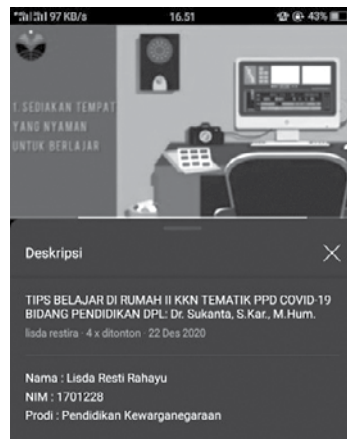 97 KB/s 16.51 43%
1. SEDIAKAN TEMPAT
YANG NYAMAN
UNTUK BERLAJAR
Deskripsi
TIPS BELAJAR DI RUMAH II KKN TEMATIK PPD COVID-19
BIDANG PENDIDIKAN DPL: Dr. Sukanta, S.Kar., M.Hum.
lisda restira · 4 x ditonton · 22 Des 2020
Nama : Lisda Resti Rahayu
NIM : 1701228
Prodi : Pendidikan Kewarganegaraan